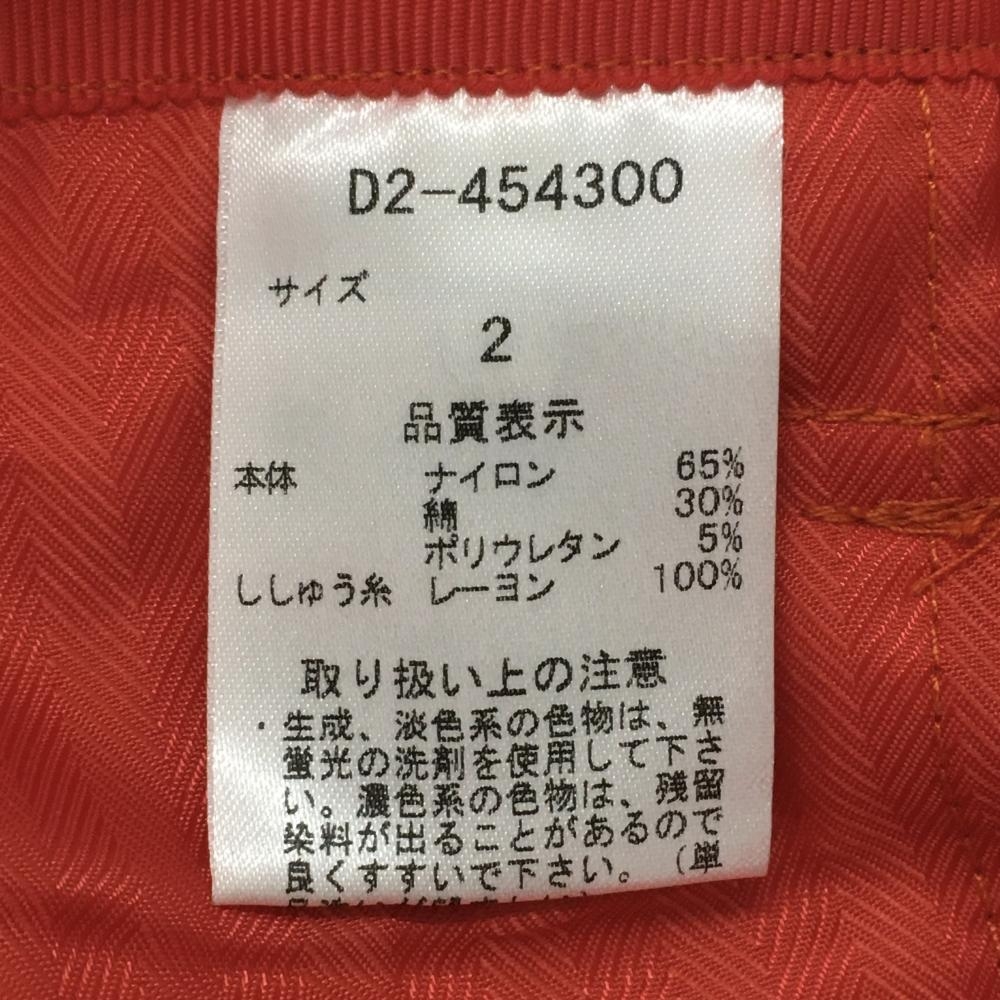 D2-454300
サイズ
2
品質表示
本体 ナイロン 65%
綿 30%
ポリウレタン 5%
ししゅう糸 レーヨン 100%
取り扱い上の注意
・生成、淡色系の色物は、無
蛍光の洗剤を使用して下さ
い。濃色系の色物は、残留
染料が出ることがあるので
良くすすいで下さい。（単